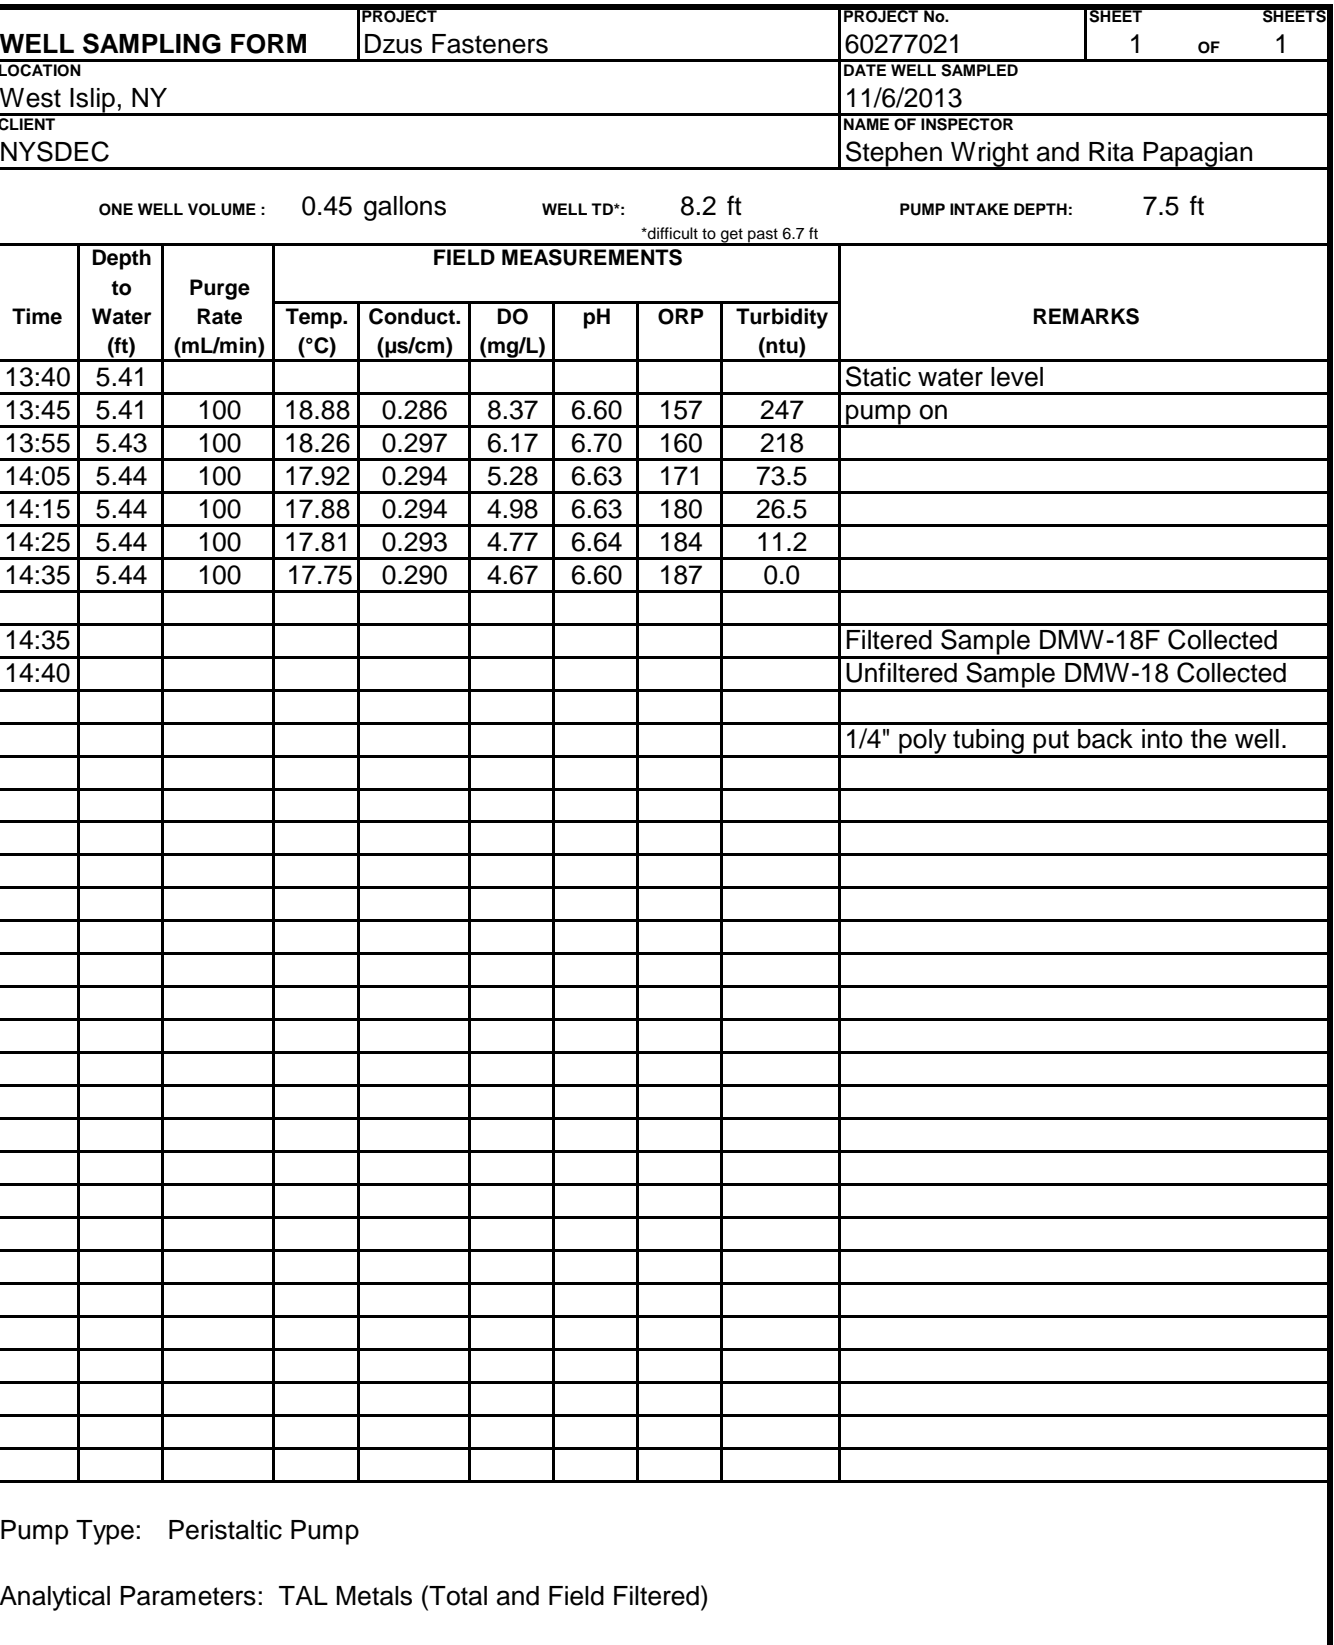 PROJECT PROJECT No. SHEET SHEETS
WELL SAMPLING FORM Dzus Fasteners 60277021 1 OF 1
LOCATION DATE WELL SAMPLED
West Islip, NY 11/6/2013
CLIENT NAME OF INSPECTOR
NYSDEC Stephen Wright and Rita Papagian
ONE WELL VOLUME : 0.45 gallons WELL TD*: 8.2 ft PUMP INTAKE DEPTH: 7.5 ft
*difficult to get past 6.7 ft
Depth FIELD MEASUREMENTS
to Purge
Time Water Rate Temp. Conduct. DO pH ORP Turbidity REMARKS
(ft) (mL/min) (°C) (µs/cm) (mg/L) (ntu)
13:40 5.41 Static water level
13:45 5.41 100 18.88 0.286 8.37 6.60 157 247 pump on
13:55 5.43 100 18.26 0.297 6.17 6.70 160 218
14:05 5.44 100 17.92 0.294 5.28 6.63 171 73.5
14:15 5.44 100 17.88 0.294 4.98 6.63 180 26.5
14:25 5.44 100 17.81 0.293 4.77 6.64 184 11.2
14:35 5.44 100 17.75 0.290 4.67 6.60 187 0.0
14:35 Filtered Sample DMW-18F Collected
14:40 Unfiltered Sample DMW-18 Collected
1/4" poly tubing put back into the well.
Pump Type: Peristaltic Pump
Analytical Parameters: TAL Metals (Total and Field Filtered)